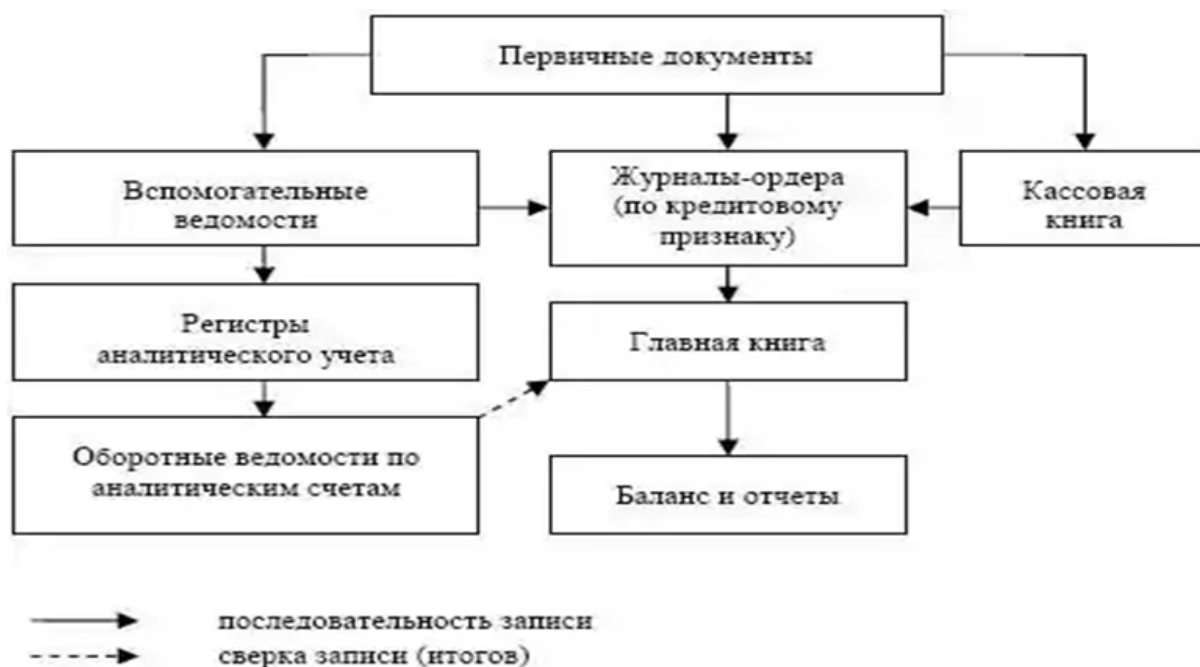 Первичные документы
Вспомогательные
ведомости
Журналы-ордера
(по кредитовому
признаку)
Кассовая
книга
Регистры
аналитического учета
Главная книга
Оборотные ведомости по
аналитическим счетам
Баланс и отчеты
последовательность записи
сверка записи (итогов)